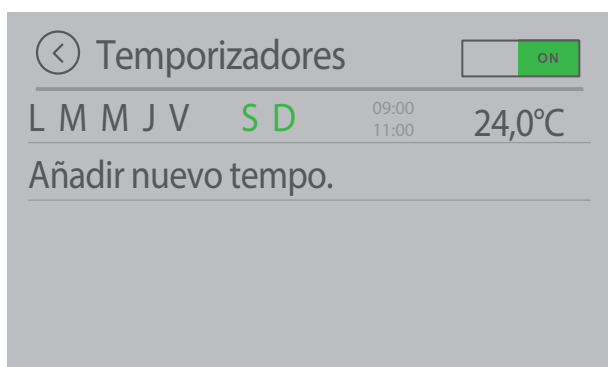 Temporizadores ON
L M M J V S D 09:00 11:00 24,0°C
Añadir nuevo tempo.